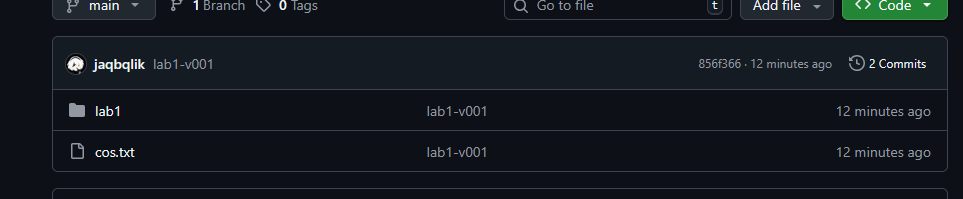 main 1 Branch 0 Tags Go to file t Add file Code
jaqbqlik lab1-v001 856f366 · 12 minutes ago 2 Commits
lab1 lab1-v001 12 minutes ago
cos.txt lab1-v001 12 minutes ago